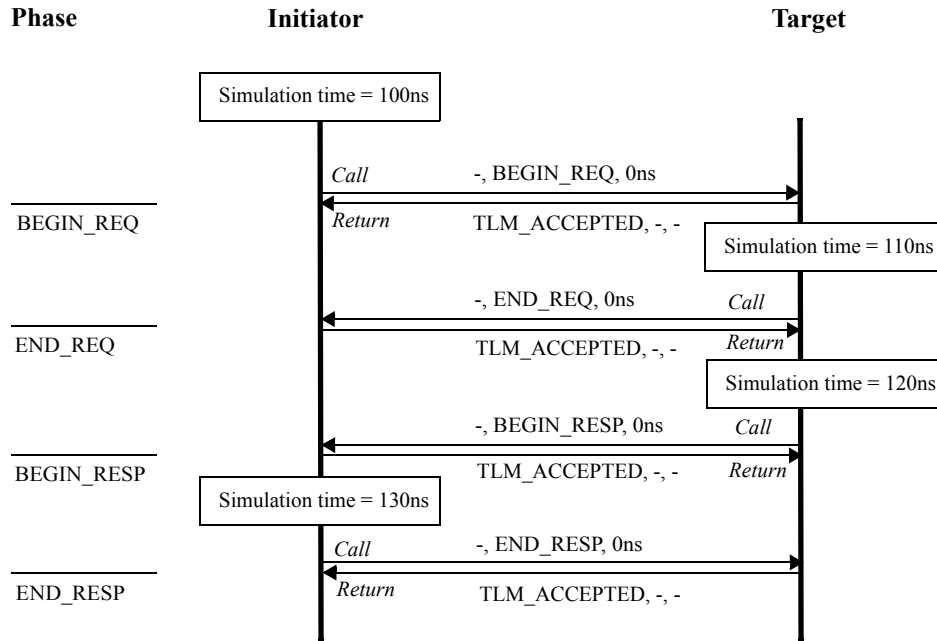 Phase Initiator Target
Simulation time = 100ns
Call -, BEGIN_REQ, 0ns
BEGIN_REQ Return TLM_ACCEPTED, -, -
Simulation time = 110ns
-, END_REQ, 0ns Call
END_REQ TLM_ACCEPTED, -, - Return
Simulation time = 120ns
-, BEGIN_RESP, 0ns Call
BEGIN_RESP TLM_ACCEPTED, -, - Return
Simulation time = 130ns
Call -, END_RESP, 0ns
END_RESP Return TLM_ACCEPTED, -, -